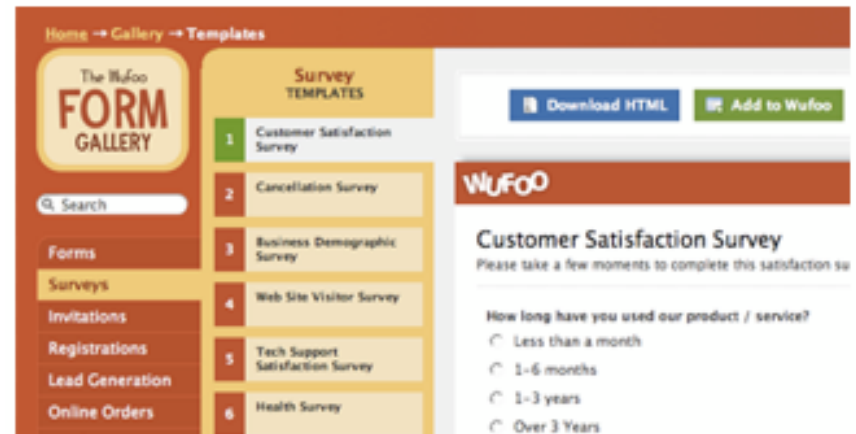 Home → Gallery → Templates
The Wufoo
FORM
GALLERY
Search
Forms
Surveys
Invitations
Registrations
Lead Generation
Online Orders
Survey
TEMPLATES
1
Customer Satisfaction
Survey
2
Cancellation Survey
3
Business Demographic
Survey
4
Web Site Visitor Survey
5
Tech Support
Satisfaction Survey
6
Health Survey
Download HTML
Add to Wufoo
WUFOO
Customer Satisfaction Survey
Please take a few moments to complete this satisfaction su
How long have you used our product / service?
Less than a month
1-6 months
1-3 years
Over 3 Years